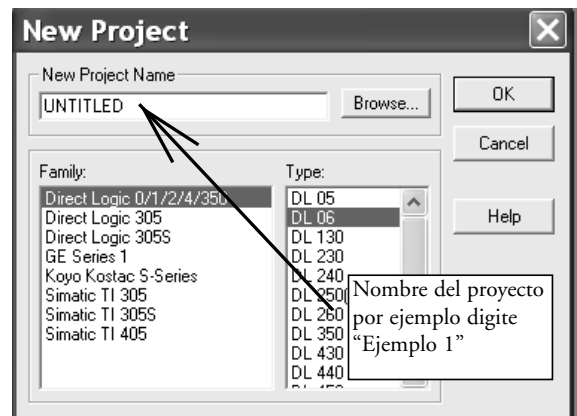 New Project
New Project Name
UNTITLED
Browse...
OK
Cancel
Help
Family:
Direct Logic 0/1/2/4/350
Direct Logic 305
Direct Logic 305S
GE Series 1
Koyo Kostac S-Series
Simatic TI 305
Simatic TI 305S
Simatic TI 405
Type:
DL 05
DL 06
DL 130
DL 230
DL 240
DL 250(
DL 260
DL 350
DL 430
DL 440
Nombre del proyecto
por ejemplo digite
“Ejemplo 1”